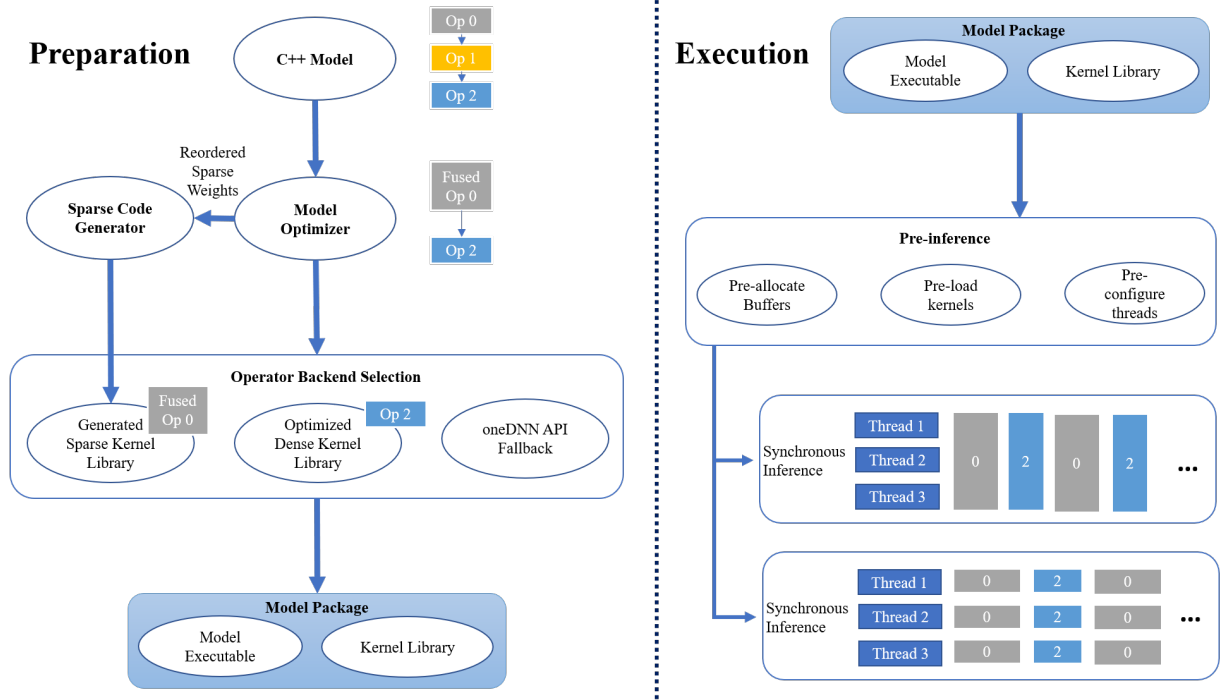 Preparation
C++ Model
Op 0
Op 1
Op 2
Reordered
Sparse
Weights
Sparse Code
Generator
Model
Optimizer
Fused
Op 0
Op 2
Operator Backend Selection
Generated
Sparse Kernel
Library
Fused
Op 0
Optimized
Dense Kernel
Library
Op 2
oneDNN API
Fallback
Model Package
Model
Executable
Kernel Library
Execution
Model Package
Model
Executable
Kernel Library
Pre-inference
Pre-allocate
Buffers
Pre-load
kernels
Pre-
configure
threads
Synchronous
Inference
Thread 1
Thread 2
Thread 3
0
2
0
2
...
Synchronous
Inference
Thread 1
0
2
0
Thread 2
0
2
0
...
Thread 3
0
2
0